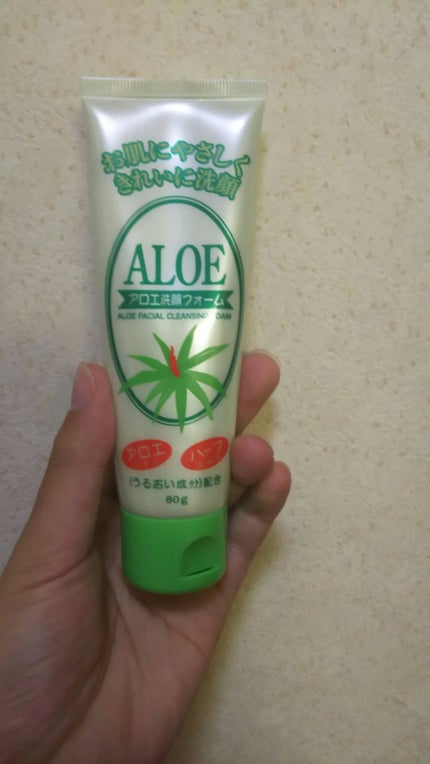 お肌にやさしく
きれいに洗顔
ALOE
アロエ洗顔フォーム
ALOE FACIAL CLEANSING FOAM
アロエ ハーブ
(うるおい成分)配合
80g